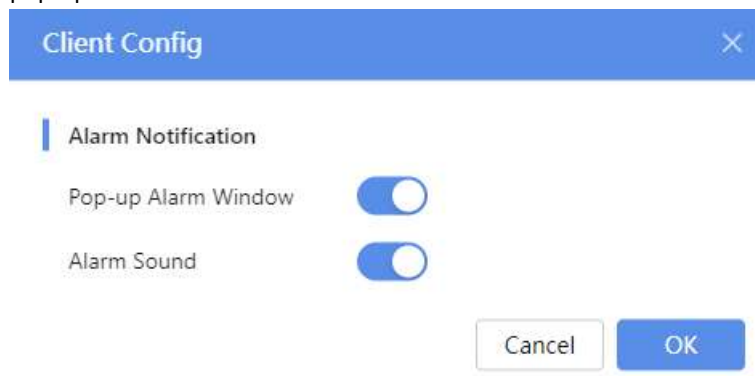 Client Config
Alarm Notification
Pop-up Alarm Window
Alarm Sound
Cancel OK